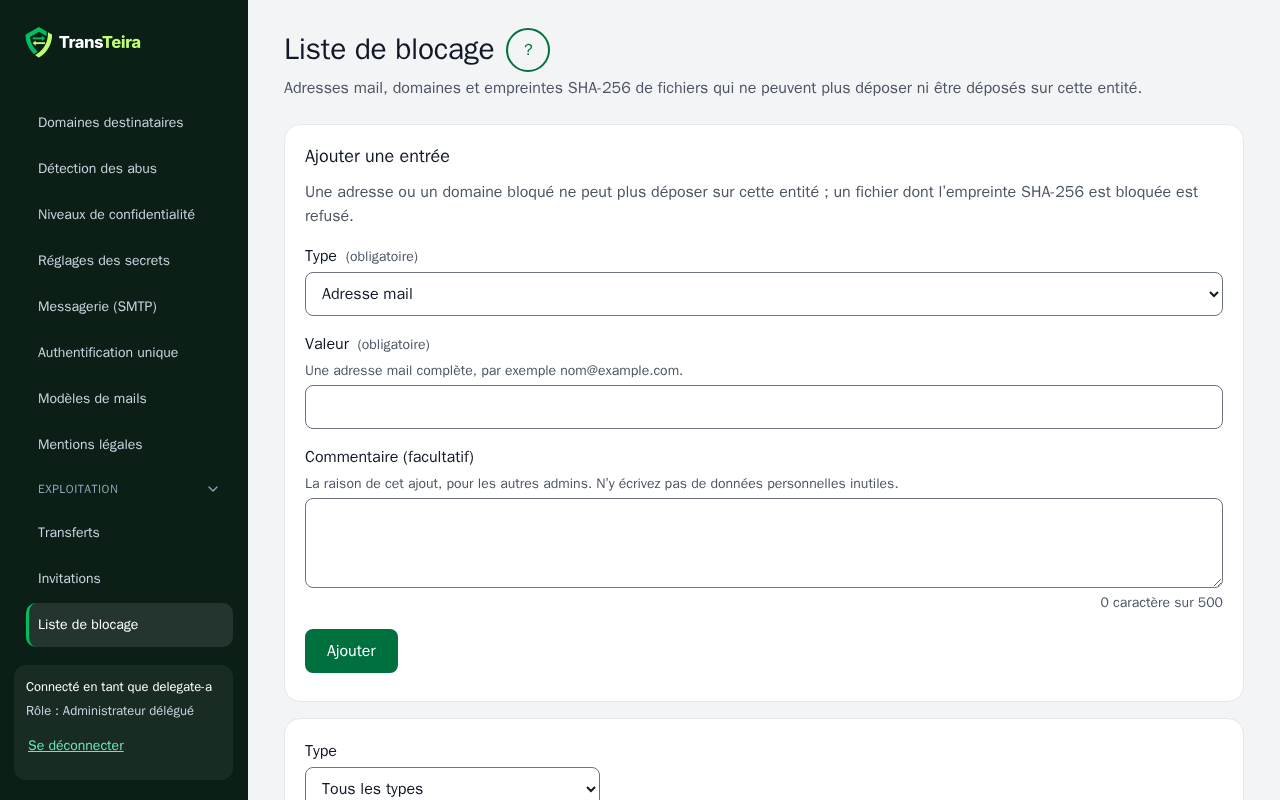 TransTeira
Domaines destinataires
Détection des abus
Niveaux de confidentialité
Réglages des secrets
Messagerie (SMTP)
Authentification unique
Modèles de mails
Mentions légales
EXPLOITATION
Transferts
Invitations
Liste de blocage
Connecté en tant que delegate-a
Rôle : Administrateur délégué
Se déconnecter
Liste de blocage ?
Adresses mail, domaines et empreintes SHA-256 de fichiers qui ne peuvent plus déposer ni être déposés sur cette entité.
Ajouter une entrée
Une adresse ou un domaine bloqué ne peut plus déposer sur cette entité ; un fichier dont l'empreinte SHA-256 est bloquée est
refusé.
Type (obligatoire)
Adresse mail
Valeur (obligatoire)
Une adresse mail complète, par exemple nom@example.com.
Commentaire (facultatif)
La raison de cet ajout, pour les autres admins. N'y écrivez pas de données personnelles inutiles.
0 caractère sur 500
Ajouter
Type
Tous les types